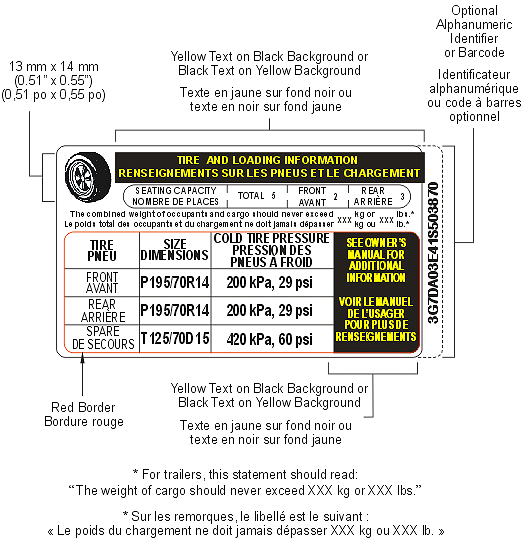 Optional
Alphanumeric
Identifier
or Barcode
Identificateur
alphanumérique
ou code à barres
optionnel
13 mm x 14 mm
(0.51" x 0.55")
(0,51 po x 0,55 po)
Yellow Text on Black Background or
Black Text on Yellow Background
Texte en jaune sur fond noir ou
texte en noir sur fond jaune
TIRE AND LOADING INFORMATION
RENSEIGNEMENTS SUR LES PNEUS ET LE CHARGEMENT
SEATING CAPACITY
NOMBRE DE PLACES
TOTAL 5
FRONT
AVANT 2
REAR
ARRIÈRE 3
The combined weight of occupants and cargo should never exceed XXX kg or XXX lbs.*
Le poids total des occupants et du chargement ne doit jamais dépasser XXX kg ou XXX lb.*
TIRE
PNEU
SIZE
DIMENSIONS
COLD TIRE PRESSURE
PRESSION DES
PNEUS A FROID
FRONT
AVANT
P195/70R14
200 kPa, 29 psi
REAR
ARRIÈRE
P195/70R14
200 kPa, 29 psi
SPARE
DE SECOURS
T125/70D15
420 kPa, 60 psi
SEE OWNER'S
MANUAL FOR
ADDITIONAL
INFORMATION
VOIR LE MANUEL
DE L'USAGER
POUR PLUS DE
RENSEIGNEMENTS
3G7DA03E41S503870
Red Border
Bordure rouge
Yellow Text on Black Background or
Black Text on Yellow Background
Texte en jaune sur fond noir ou
texte en noir sur fond jaune
* For trailers, this statement should read:
“The weight of cargo should never exceed XXX kg or XXX lbs.”
* Sur les remorques, le libellé est le suivant :
« Le poids du chargement ne doit jamais dépasser XXX kg ou XXX lb. »